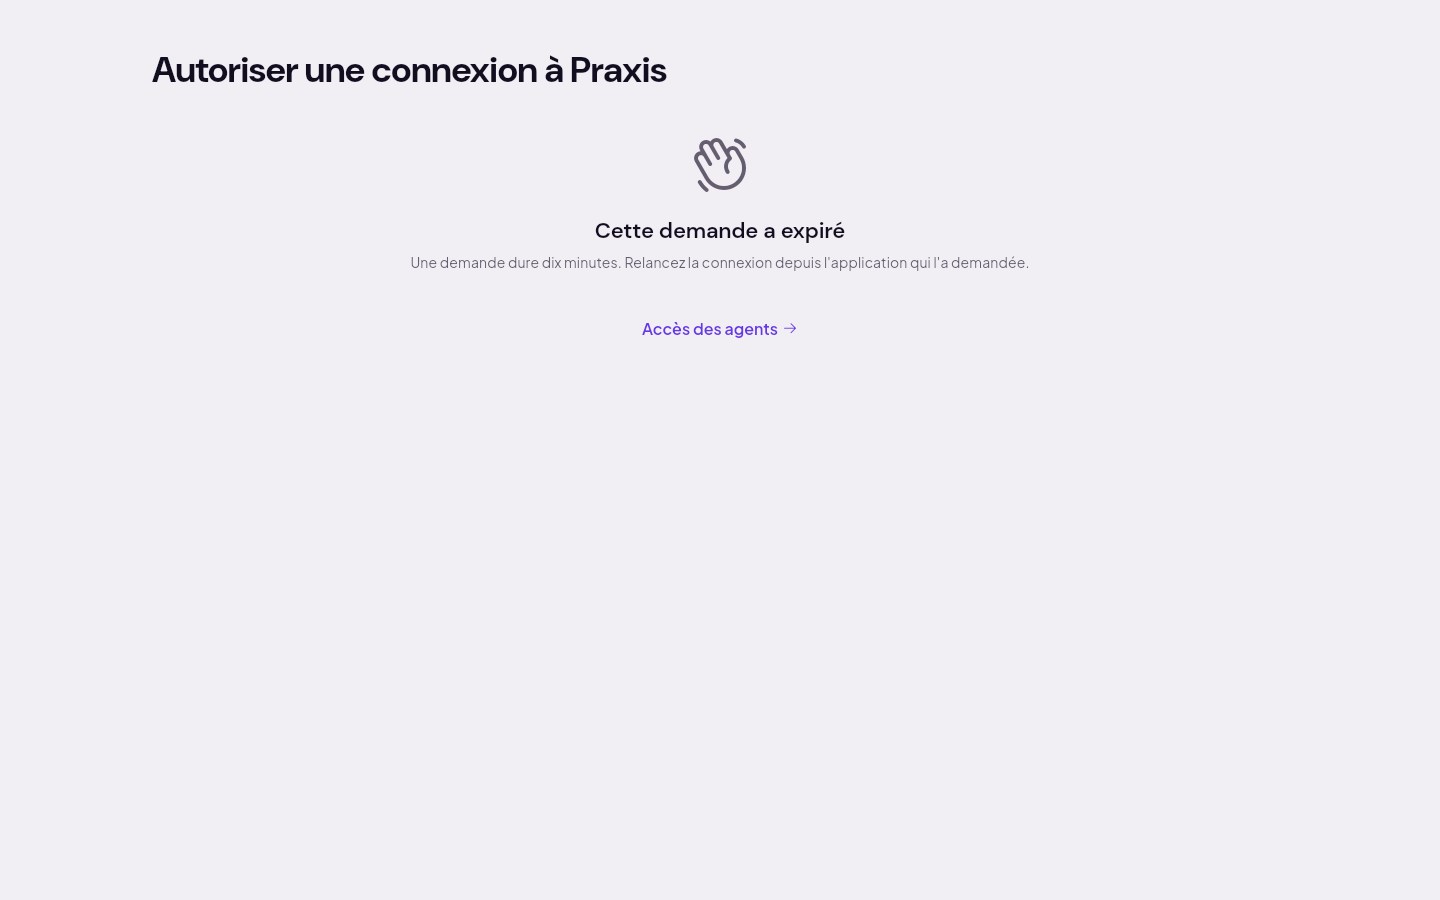 Autoriser une connexion à Praxis
Cette demande a expiré
Une demande dure dix minutes. Relancez la connexion depuis l'application qui l'a demandée.
Accès des agents →